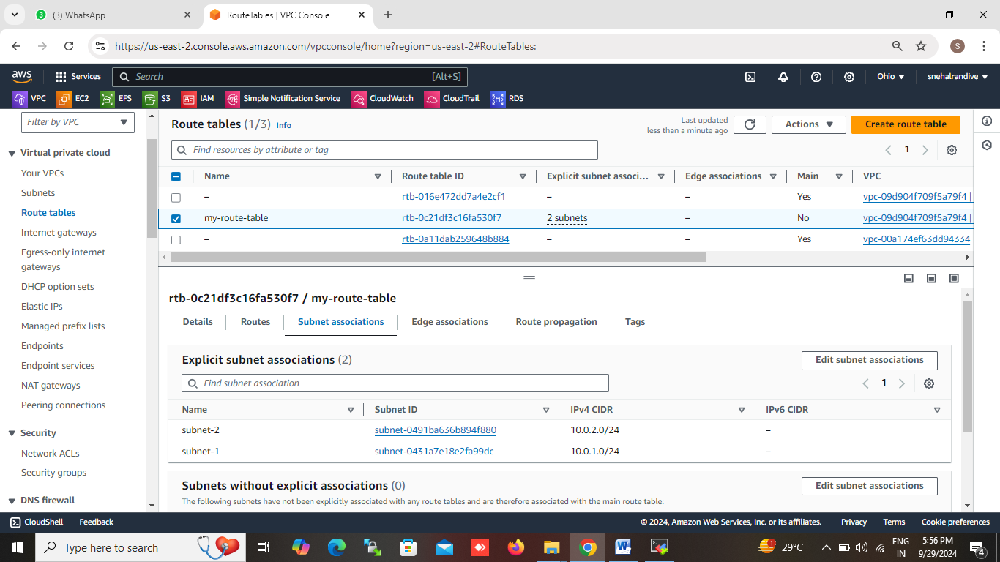 (3) WhatsApp
RouteTables | VPC Console
https://us-east-2.console.aws.amazon.com/vpcconsole/home?region=us-east-2#RouteTables:
S
aws
Services
Search
[Alt+S]
Ohio
snehalrandive
VPC EC2 EFS S3 IAM Simple Notification Service CloudWatch CloudTrail RDS
Filter by VPC
Virtual private cloud
Your VPCs
Subnets
Route tables
Internet gateways
Egress-only internet
gateways
DHCP option sets
Elastic IPs
Managed prefix lists
Endpoints
Endpoint services
NAT gateways
Peering connections
Security
Network ACLs
Security groups
DNS firewall
Route tables (1/3) Info
Last updated
less than a minute ago
Actions
Create route table
Find resources by attribute or tag
1
Name Route table ID Explicit subnet associ... Edge associations Main VPC
– rtb-016e472dd7a4e2cf1 – – Yes vpc-09d904f709f5a79f4 |
my-route-table rtb-0c21df3c16fa530f7 2 subnets – No vpc-09d904f709f5a79f4 |
– rtb-0a11dab259648b884 – – Yes vpc-00a174ef63dd94334
rtb-0c21df3c16fa530f7 / my-route-table
Details Routes Subnet associations Edge associations Route propagation Tags
Explicit subnet associations (2)
Edit subnet associations
Find subnet association
1
Name Subnet ID IPv4 CIDR IPv6 CIDR
subnet-2 subnet-0491ba636b894f880 10.0.2.0/24 –
subnet-1 subnet-0431a7e18e2fa99dc 10.0.1.0/24 –
Subnets without explicit associations (0)
Edit subnet associations
The following subnets have not been explicitly associated with any route tables and are therefore associated with the main route table:
CloudShell Feedback © 2024, Amazon Web Services, Inc. or its affiliates. Privacy Terms Cookie preferences
Type here to search
1
29°C
ENG
IN
5:56 PM
9/29/2024
4